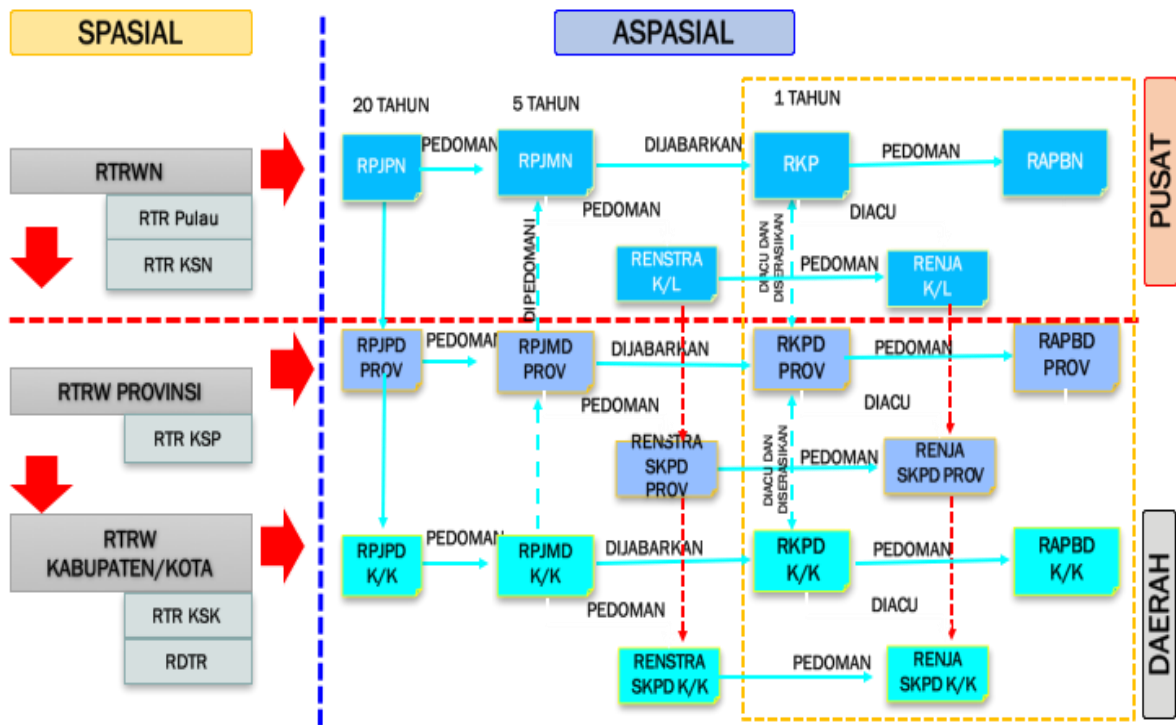 SPASIAL
ASPASIAL
20 TAHUN
5 TAHUN
1 TAHUN
PUSAT
RTRWN
RTR Pulau
RTR KSN
RPJPN
PEDOMAN
RPJMN
DIJABARKAN
RKP
PEDOMAN
RAPBN
PEDOMAN
DIACU
DIPEDOMANI
DIACU DAN
DISERASIKAN
RENSTRA
K/L
PEDOMAN
RENJA
K/L
RTRW PROVINSI
RTR KSP
RPJPD
PROV
PEDOMAN
RPJMD
PROV
DIJABARKAN
RKPD
PROV
PEDOMAN
RAPBD
PROV
PEDOMAN
DIACU
DIACU DAN
DISERASIKAN
RENSTRA
SKPD
PROV
PEDOMAN
RENJA
SKPD PROV
DAERAH
RTRW
KABUPATEN/KOTA
RTR KSK
RDTR
RPJPD
K/K
PEDOMAN
RPJMD
K/K
DIJABARKAN
RKPD
K/K
PEDOMAN
RAPBD
K/K
PEDOMAN
DIACU
RENSTRA
SKPD K/K
PEDOMAN
RENJA
SKPD K/K